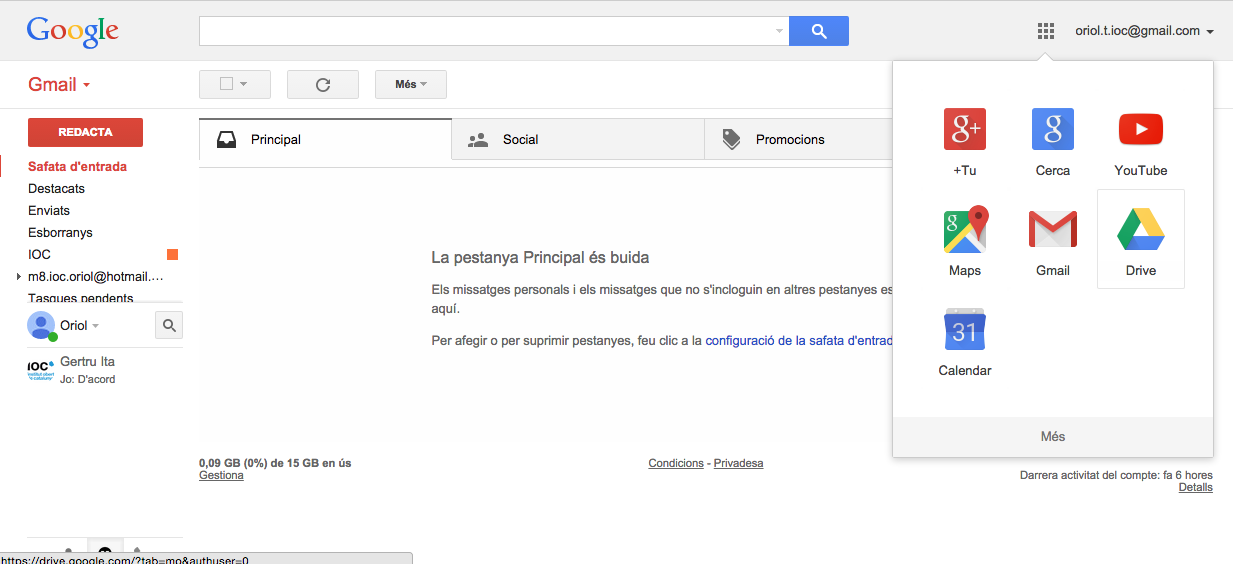 Google
oriol.t.ioc@gmail.com
Gmail
Més
REDACTA
Principal
Social
Promocions
Safata d'entrada
Destacats
Enviats
Esborranys
IOC
m8.ioc.oriol@hotmail....
Tasques pendents
Oriol
IOC
Gertru Ita
Jo: D'acord
La pestanya Principal és buida
Els missatges personals i els missatges que no s'incloguin en altres pestanyes es
aquí.
Per afegir o per suprimir pestanyes, feu clic a la configuració de la safata d'entrad
g+
g
+Tu
Cerca
YouTube
g
Maps
Gmail
Drive
31
Calendar
Més
0,09 GB (0%) de 15 GB en ús
Gestiona
Condicions - Privadesa
Darrera activitat del compte: fa 6 hores
Detalls
https://drive.google.com/?tab=mo&authuser=0